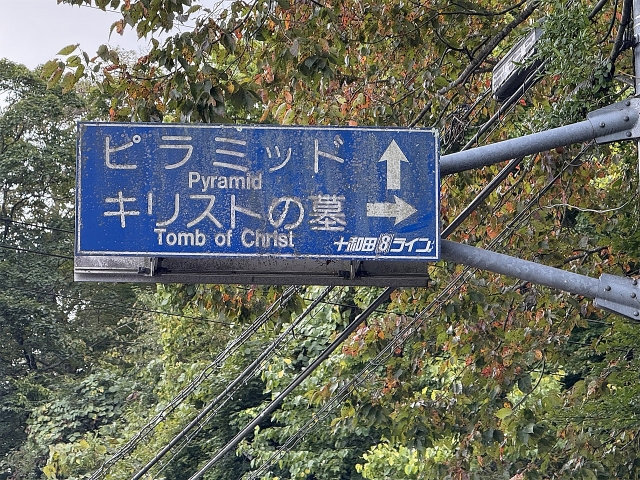 ピラミッド
Pyramid
キリストの墓
Tomb of Christ
十和田8ライン